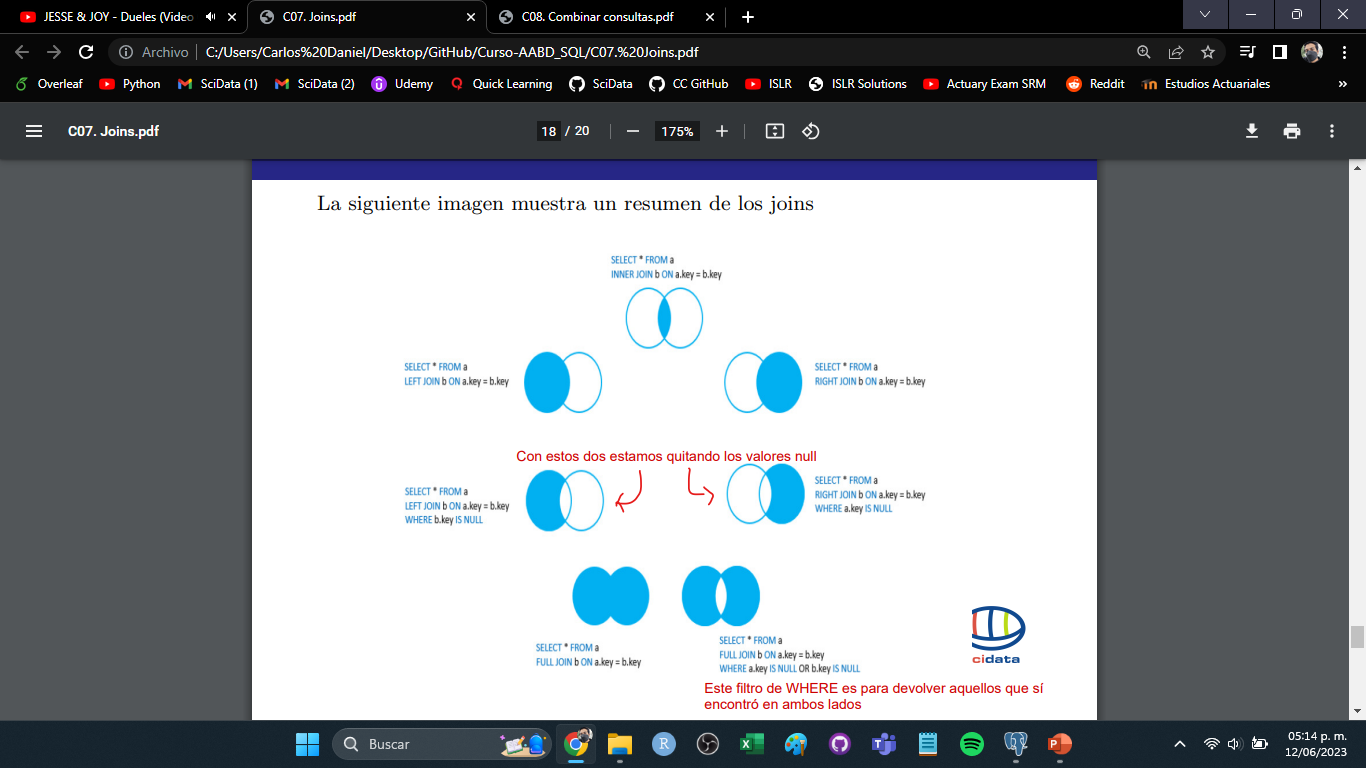 JESSE & JOY - Dueles (Video
C07. Joins.pdf
C08. Combinar consultas.pdf
Archivo
C:/Users/Carlos%20Daniel/Desktop/GitHub/Curso-AABD_SQL/C07.%20Joins.pdf
Overleaf
Python
SciData (1)
SciData (2)
Udemy
Quick Learning
SciData
CC GitHub
ISLR
ISLR Solutions
Actuary Exam SRM
Reddit
Estudios Actuariales
»
C07. Joins.pdf
18 / 20
175%
La siguiente imagen muestra un resumen de los joins
SELECT * FROM a
INNER JOIN b ON a.key = b.key
SELECT * FROM a
LEFT JOIN b ON a.key = b.key
SELECT * FROM a
RIGHT JOIN b ON a.key = b.key
Con estos dos estamos quitando los valores null
SELECT * FROM a
LEFT JOIN b ON a.key = b.key
WHERE b.key IS NULL
SELECT * FROM a
RIGHT JOIN b ON a.key = b.key
WHERE a.key IS NULL
SELECT * FROM a
FULL JOIN b ON a.key = b.key
SELECT * FROM a
FULL JOIN b ON a.key = b.key
WHERE a.key IS NULL OR b.key IS NULL
cidata
Este filtro de WHERE es para devolver aquellos que sí
encontró en ambos lados
Buscar
05:14 p. m.
12/06/2023